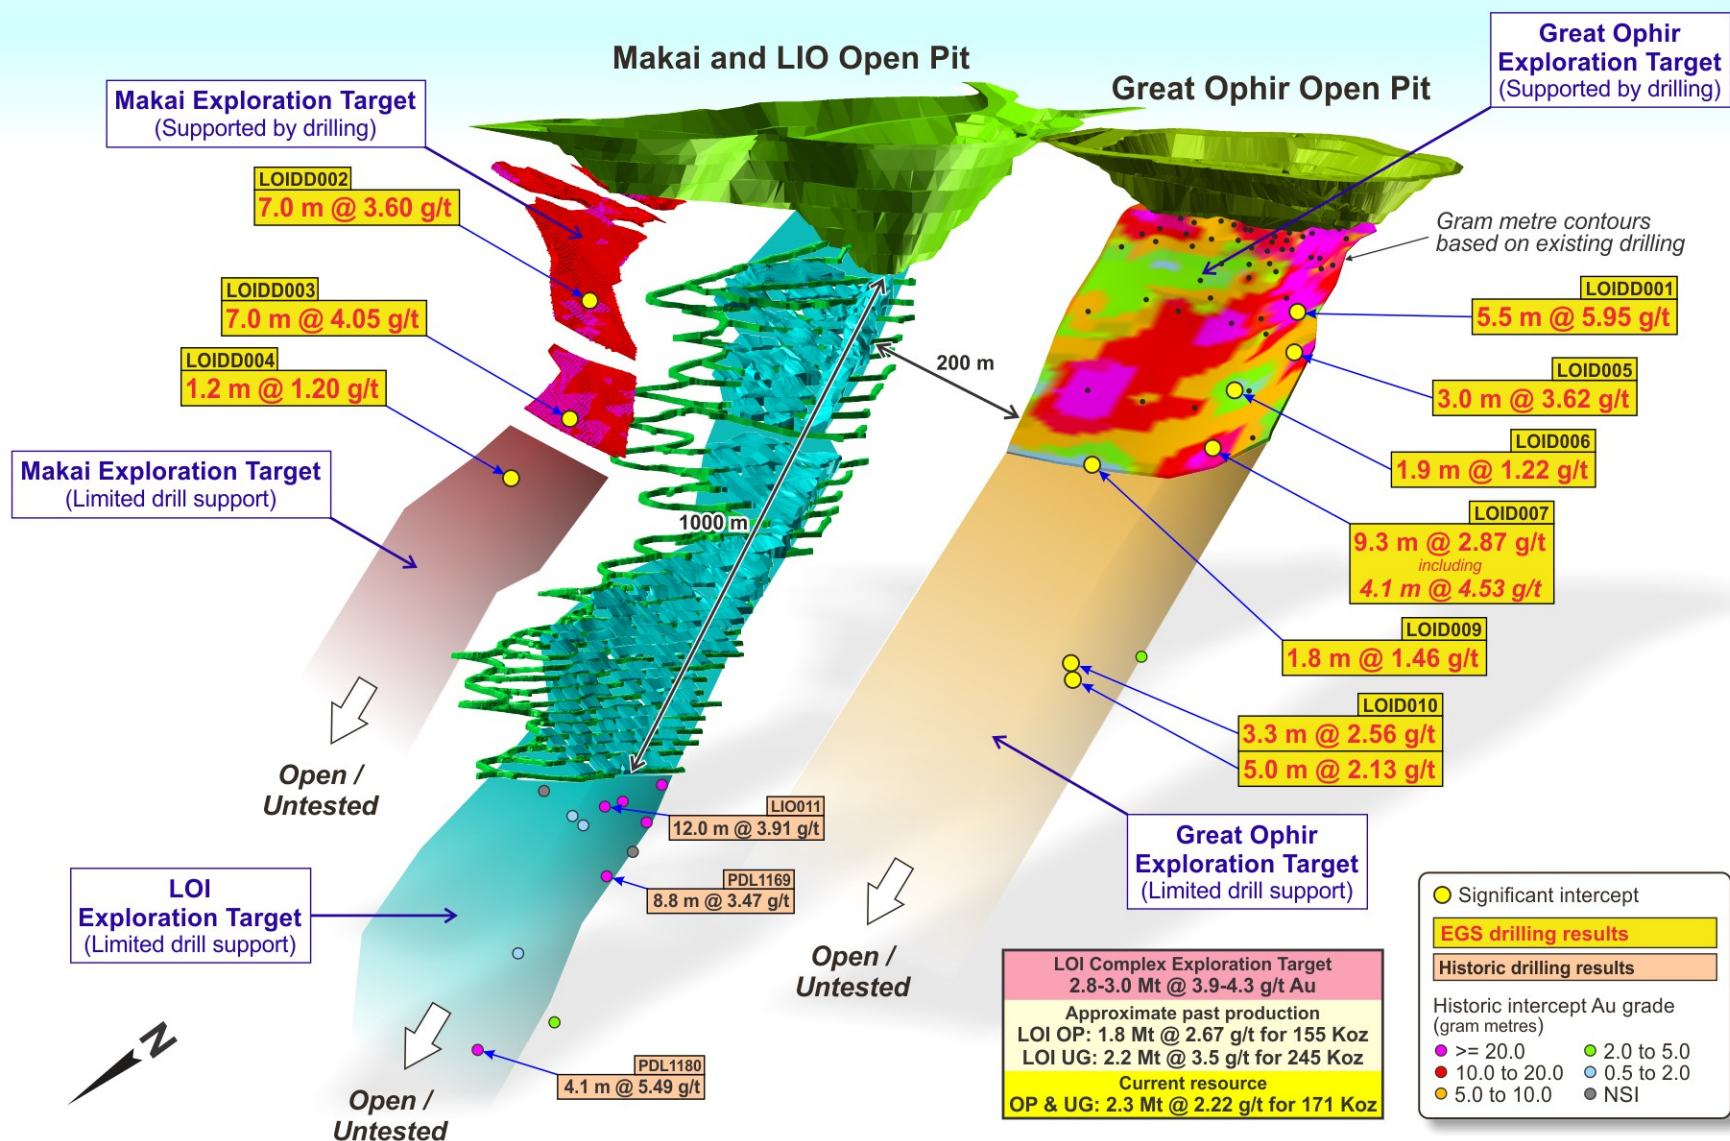 Makai and LIO Open Pit
Great Ophir Open Pit
Great Ophir
Exploration Target
(Supported by drilling)
Makai Exploration Target
(Supported by drilling)
LOIDD002
7.0 m @ 3.60 g/t
LOIDD003
7.0 m @ 4.05 g/t
LOIDD004
1.2 m @ 1.20 g/t
Makai Exploration Target
(Limited drill support)
Open /
Untested
LOI
Exploration Target
(Limited drill support)
N
200 m
1000 m
Gram metre contours
based on existing drilling
LOIDD001
5.5 m @ 5.95 g/t
LOID005
3.0 m @ 3.62 g/t
LOID006
1.9 m @ 1.22 g/t
LOID007
9.3 m @ 2.87 g/t
including
4.1 m @ 4.53 g/t
LOID009
1.8 m @ 1.46 g/t
LOID010
3.3 m @ 2.56 g/t
5.0 m @ 2.13 g/t
LIO011
12.0 m @ 3.91 g/t
PDL1169
8.8 m @ 3.47 g/t
PDL1180
4.1 m @ 5.49 g/t
Open /
Untested
Great Ophir
Exploration Target
(Limited drill support)
Open /
Untested
LOI Complex Exploration Target
2.8-3.0 Mt @ 3.9-4.3 g/t Au
Approximate past production
LOI OP: 1.8 Mt @ 2.67 g/t for 155 Koz
LOI UG: 2.2 Mt @ 3.5 g/t for 245 Koz
Current resource
OP & UG: 2.3 Mt @ 2.22 g/t for 171 Koz
Significant intercept
EGS drilling results
Historic drilling results
Historic intercept Au grade
(gram metres)
>= 20.0
10.0 to 20.0
5.0 to 10.0
2.0 to 5.0
0.5 to 2.0
NSI